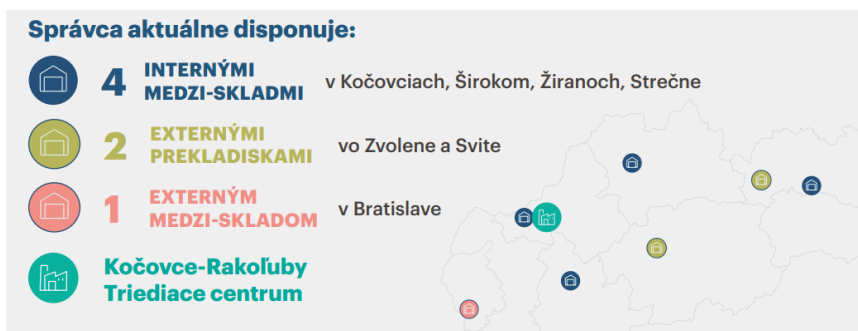 Správca aktuálne disponuje:
4 INTERNÝMI MEDZI-SKLADMI v Kočovciach, Širokom, Žiranoch, Strečne
2 EXTERNÝMI PREKLADISKAMI vo Zvolene a Svite
1 EXTERNÝM MEDZI-SKLADOM v Bratislave
Kočovce-Rakoľuby
Triediace centrum